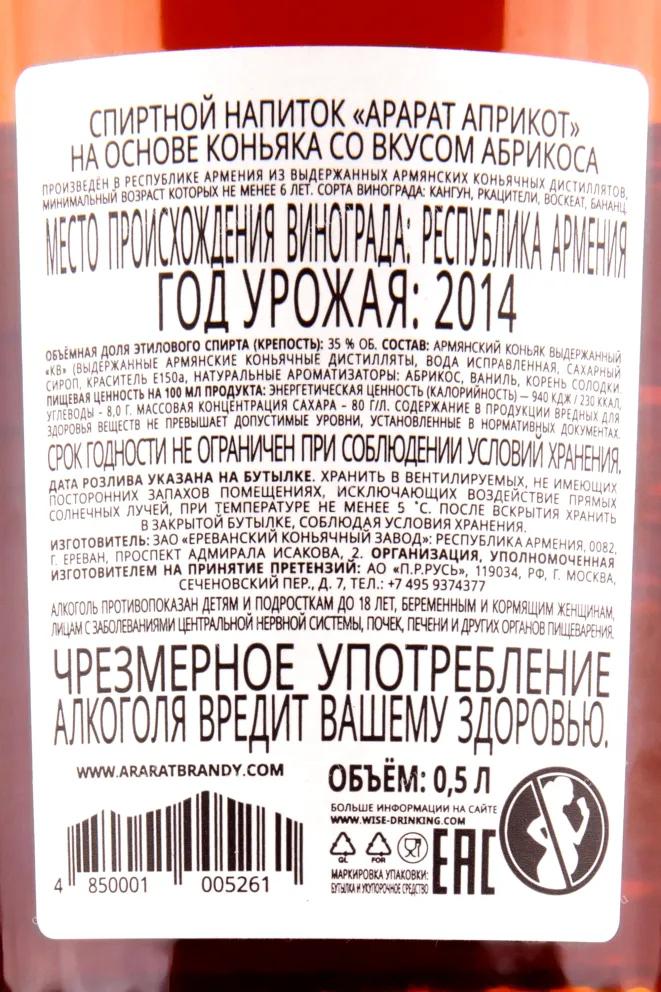 СПИРТНОЙ НАПИТОК «АРАРАТ АПРИКОТ»
НА ОСНОВЕ КОНЬЯКА СО ВКУСОМ АБРИКОСА
ПРОИЗВЕДЁН В РЕСПУБЛИКЕ АРМЕНИЯ ИЗ ВЫДЕРЖАННЫХ АРМЯНСКИХ КОНЬЯЧНЫХ ДИСТИЛЛЯТОВ,
МИНИМАЛЬНЫЙ ВОЗРАСТ КОТОРЫХ НЕ МЕНЕЕ 6 ЛЕТ. СОРТА ВИНОГРАДА: КАНГУН, РКАЦИТЕЛИ, ВОСКЕАТ, БАНАНЦ.
МЕСТО ПРОИСХОЖДЕНИЯ ВИНОГРАДА: РЕСПУБЛИКА АРМЕНИЯ
ГОД УРОЖАЯ: 2014
ОБЪЁМНАЯ ДОЛЯ ЭТИЛОВОГО СПИРТА (КРЕПОСТЬ): 35 % ОБ. СОСТАВ: АРМЯНСКИЙ КОНЬЯК ВЫДЕРЖАННЫЙ
«КВ» (ВЫДЕРЖАННЫЕ АРМЯНСКИЕ КОНЬЯЧНЫЕ ДИСТИЛЛЯТЫ, ВОДА ИСПРАВЛЕННАЯ, САХАРНЫЙ
СИРОП, КРАСИТЕЛЬ Е150а, НАТУРАЛЬНЫЕ АРОМАТИЗАТОРЫ: АБРИКОС, ВАНИЛЬ, КОРЕНЬ СОЛОДКИ.
ПИЩЕВАЯ ЦЕННОСТЬ НА 100 МЛ ПРОДУКТА: ЭНЕРГЕТИЧЕСКАЯ ЦЕННОСТЬ (КАЛОРИЙНОСТЬ) — 940 КДЖ / 230 ККАЛ,
УГЛЕВОДЫ - 8,0 Г. МАССОВАЯ КОНЦЕНТРАЦИЯ САХАРА - 80 Г/Л. СОДЕРЖАНИЕ В ПРОДУКЦИИ ВРЕДНЫХ ДЛЯ
ЗДОРОВЬЯ ВЕЩЕСТВ НЕ ПРЕВЫШАЕТ ДОПУСТИМЫЕ УРОВНИ, УСТАНОВЛЕННЫЕ В НОРМАТИВНЫХ ДОКУМЕНТАХ.
СРОК ГОДНОСТИ НЕ ОГРАНИЧЕН ПРИ СОБЛЮДЕНИИ УСЛОВИЙ ХРАНЕНИЯ.
ДАТА РОЗЛИВА УКАЗАНА НА БУТЫЛКЕ. ХРАНИТЬ В ВЕНТИЛИРУЕМЫХ, НЕ ИМЕЮЩИХ
ПОСТОРОННИХ ЗАПАХОВ ПОМЕЩЕНИЯХ, ИСКЛЮЧАЮЩИХ ВОЗДЕЙСТВИЕ ПРЯМЫХ
СОЛНЕЧНЫХ ЛУЧЕЙ, ПРИ ТЕМПЕРАТУРЕ НЕ МЕНЕЕ 5 °С. ПОСЛЕ ВСКРЫТИЯ ХРАНИТЬ
В ЗАКРЫТОЙ БУТЫЛКЕ, СОБЛЮДАЯ УСЛОВИЯ ХРАНЕНИЯ.
ИЗГОТОВИТЕЛЬ: ЗАО «ЕРЕВАНСКИЙ КОНЬЯЧНЫЙ ЗАВОД»: РЕСПУБЛИКА АРМЕНИЯ, 0082,
Г. ЕРЕВАН, ПРОСПЕКТ АДМИРАЛА ИСАКОВА, 2. ОРГАНИЗАЦИЯ, УПОЛНОМОЧЕННАЯ
ИЗГОТОВИТЕЛЕМ НА ПРИНЯТИЕ ПРЕТЕНЗИЙ: АО «П.Р.РУСЬ», 119034, РФ, Г. МОСКВА,
СЕЧЕНОВСКИЙ ПЕР., Д. 7, ТЕЛ.: +7 495 9374377
АЛКОГОЛЬ ПРОТИВОПОКАЗАН ДЕТЯМ И ПОДРОСТКАМ ДО 18 ЛЕТ, БЕРЕМЕННЫМ И КОРМЯЩИМ ЖЕНЩИНАМ,
ЛИЦАМ С ЗАБОЛЕВАНИЯМИ ЦЕНТРАЛЬНОЙ НЕРВНОЙ СИСТЕМЫ, ПОЧЕК, ПЕЧЕНИ И ДРУГИХ ОРГАНОВ ПИЩЕВАРЕНИЯ.
ЧРЕЗМЕРНОЕ УПОТРЕБЛЕНИЕ
АЛКОГОЛЯ ВРЕДИТ ВАШЕМУ ЗДОРОВЬЮ.
WWW.ARARATBRANDY.COM
ОБЪЁМ: 0,5 Л
БОЛЬШЕ ИНФОРМАЦИИ НА САЙТЕ
WWW.WISE-DRINKING.COM
GL FOR
МАРКИРОВКА УПАКОВКИ:
БУТЫЛКА И УКУПОРОЧНОЕ СРЕДСТВО
ЕАС
4 850001 005261